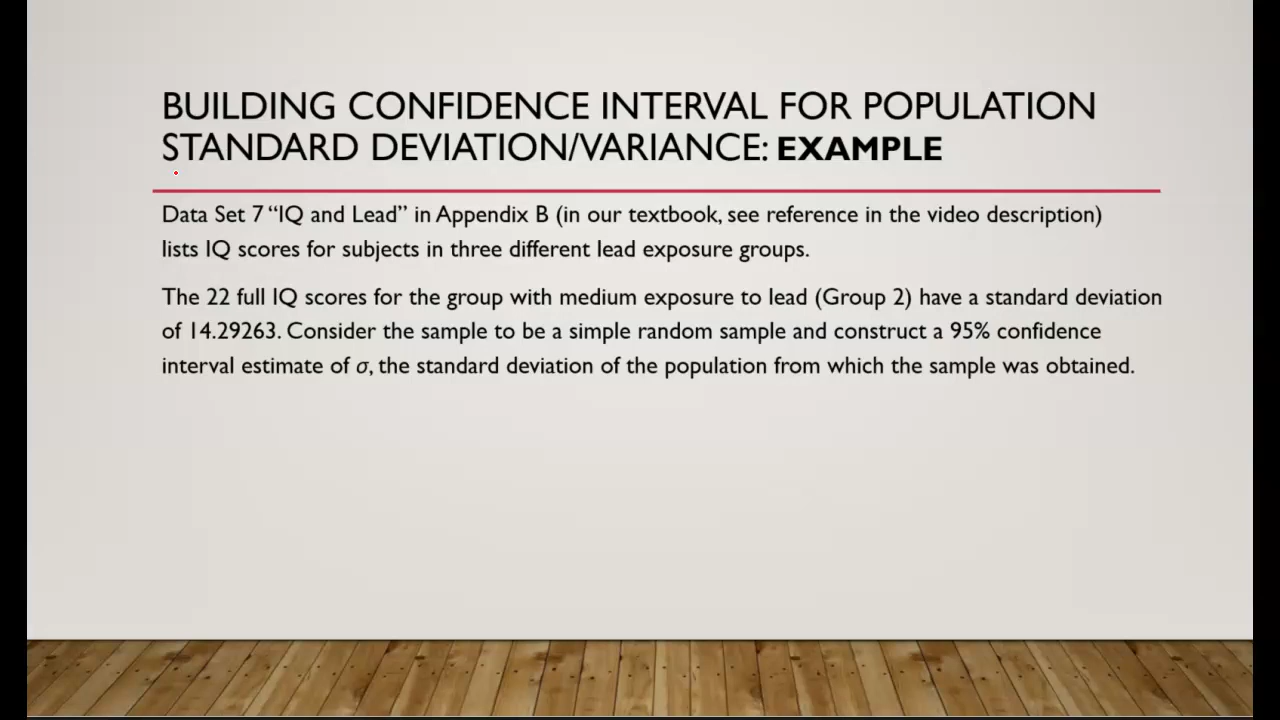 BUILDING CONFIDENCE INTERVAL FOR POPULATION
STANDARD DEVIATION/VARIANCE: EXAMPLE
Data Set 7 “IQ and Lead” in Appendix B (in our textbook, see reference in the video description)
lists IQ scores for subjects in three different lead exposure groups.
The 22 full IQ scores for the group with medium exposure to lead (Group 2) have a standard deviation
of 14.29263. Consider the sample to be a simple random sample and construct a 95% confidence
interval estimate of σ, the standard deviation of the population from which the sample was obtained.